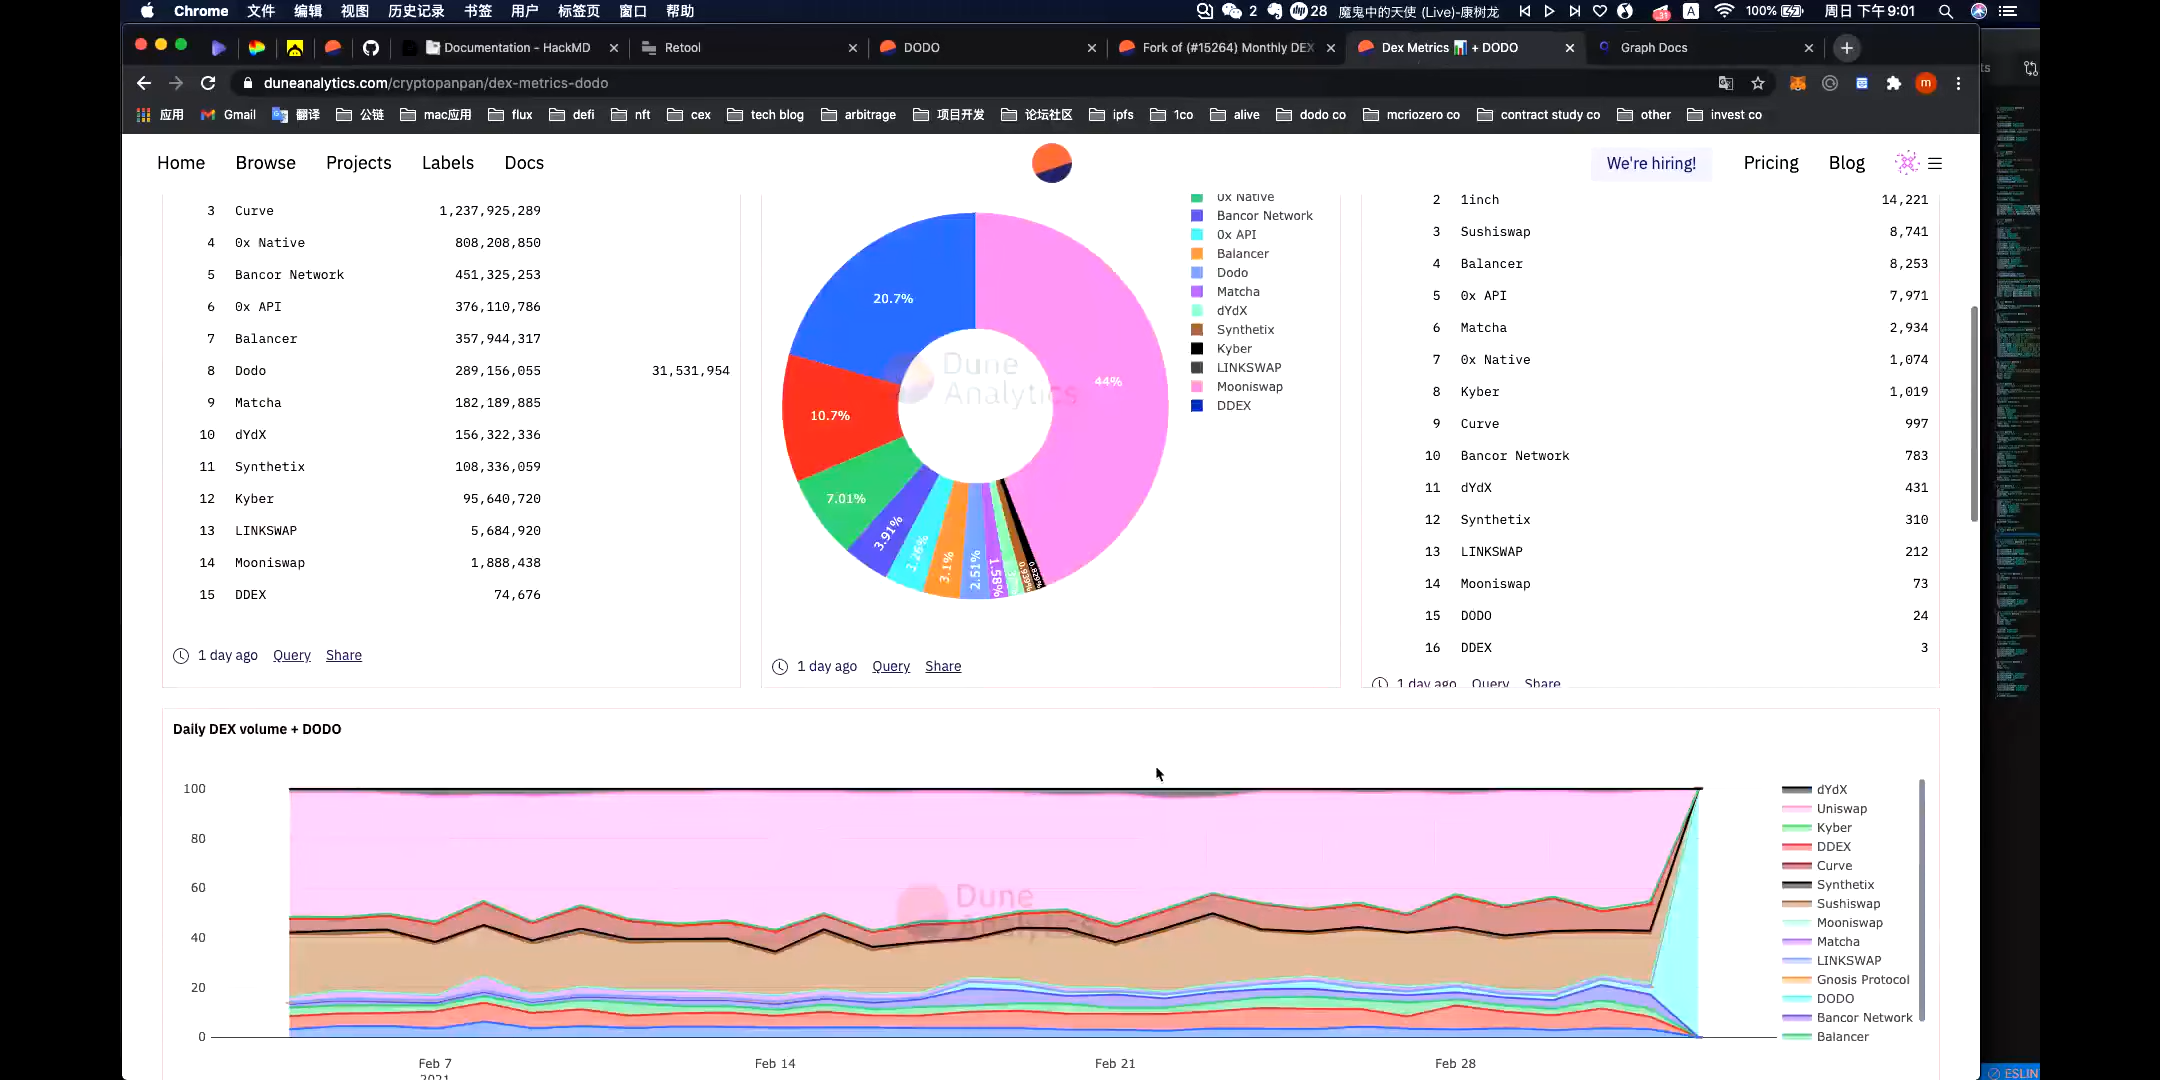 Chrome 文件 编辑 视图 历史记录 书签 用户 标签页 窗口 帮助 2 28 魔鬼中的天使 (Live)-康树龙 31 A 100% 周日 下午9:01
Documentation - HackMD Retool DODO Fork of (#15264) Monthly DEX Dex Metrics 📊 + DODO Graph Docs
duneanalytics.com/cryptopanpan/dex-metrics-dodo m
应用 Gmail 翻译 公链 mac应用 flux defi nft cex tech blog arbitrage 项目开发 论坛社区 ipfs 1co alive dodo co mcriozero co contract study co other invest co
Home Browse Projects Labels Docs We're hiring! Pricing Blog
3 Curve 1,237,925,289
4 0x Native 808,208,850
5 Bancor Network 451,325,253
6 0x API 376,110,786
7 Balancer 357,944,317
8 Dodo 289,156,055 31,531,954
9 Matcha 182,189,885
10 dYdX 156,322,336
11 Synthetix 108,336,059
12 Kyber 95,640,720
13 LINKSWAP 5,684,920
14 Mooniswap 1,888,438
15 DDEX 74,676
1 day ago Query Share
20.7%
44%
10.7%
7.01%
3.91%
3.26%
3.1%
2.51%
1.58%
0.829%
Dune
Analytics
0x Native
Bancor Network
0x API
Balancer
Dodo
Matcha
dYdX
Synthetix
Kyber
LINKSWAP
Mooniswap
DDEX
1 day ago Query Share
2 1inch 14,221
3 Sushiswap 8,741
4 Balancer 8,253
5 0x API 7,971
6 Matcha 2,934
7 0x Native 1,074
8 Kyber 1,019
9 Curve 997
10 Bancor Network 783
11 dYdX 431
12 Synthetix 310
13 LINKSWAP 212
14 Mooniswap 73
15 DODO 24
16 DDEX 3
1 day ago Query Share
Daily DEX volume + DODO
100
80
60
40
20
0
Dune
Analytics
Feb 7 Feb 14 Feb 21 Feb 28
2021
dYdX
Uniswap
Kyber
DDEX
Curve
Synthetix
Sushiswap
Mooniswap
Matcha
LINKSWAP
Gnosis Protocol
DODO
Bancor Network
Balancer
ESLIN